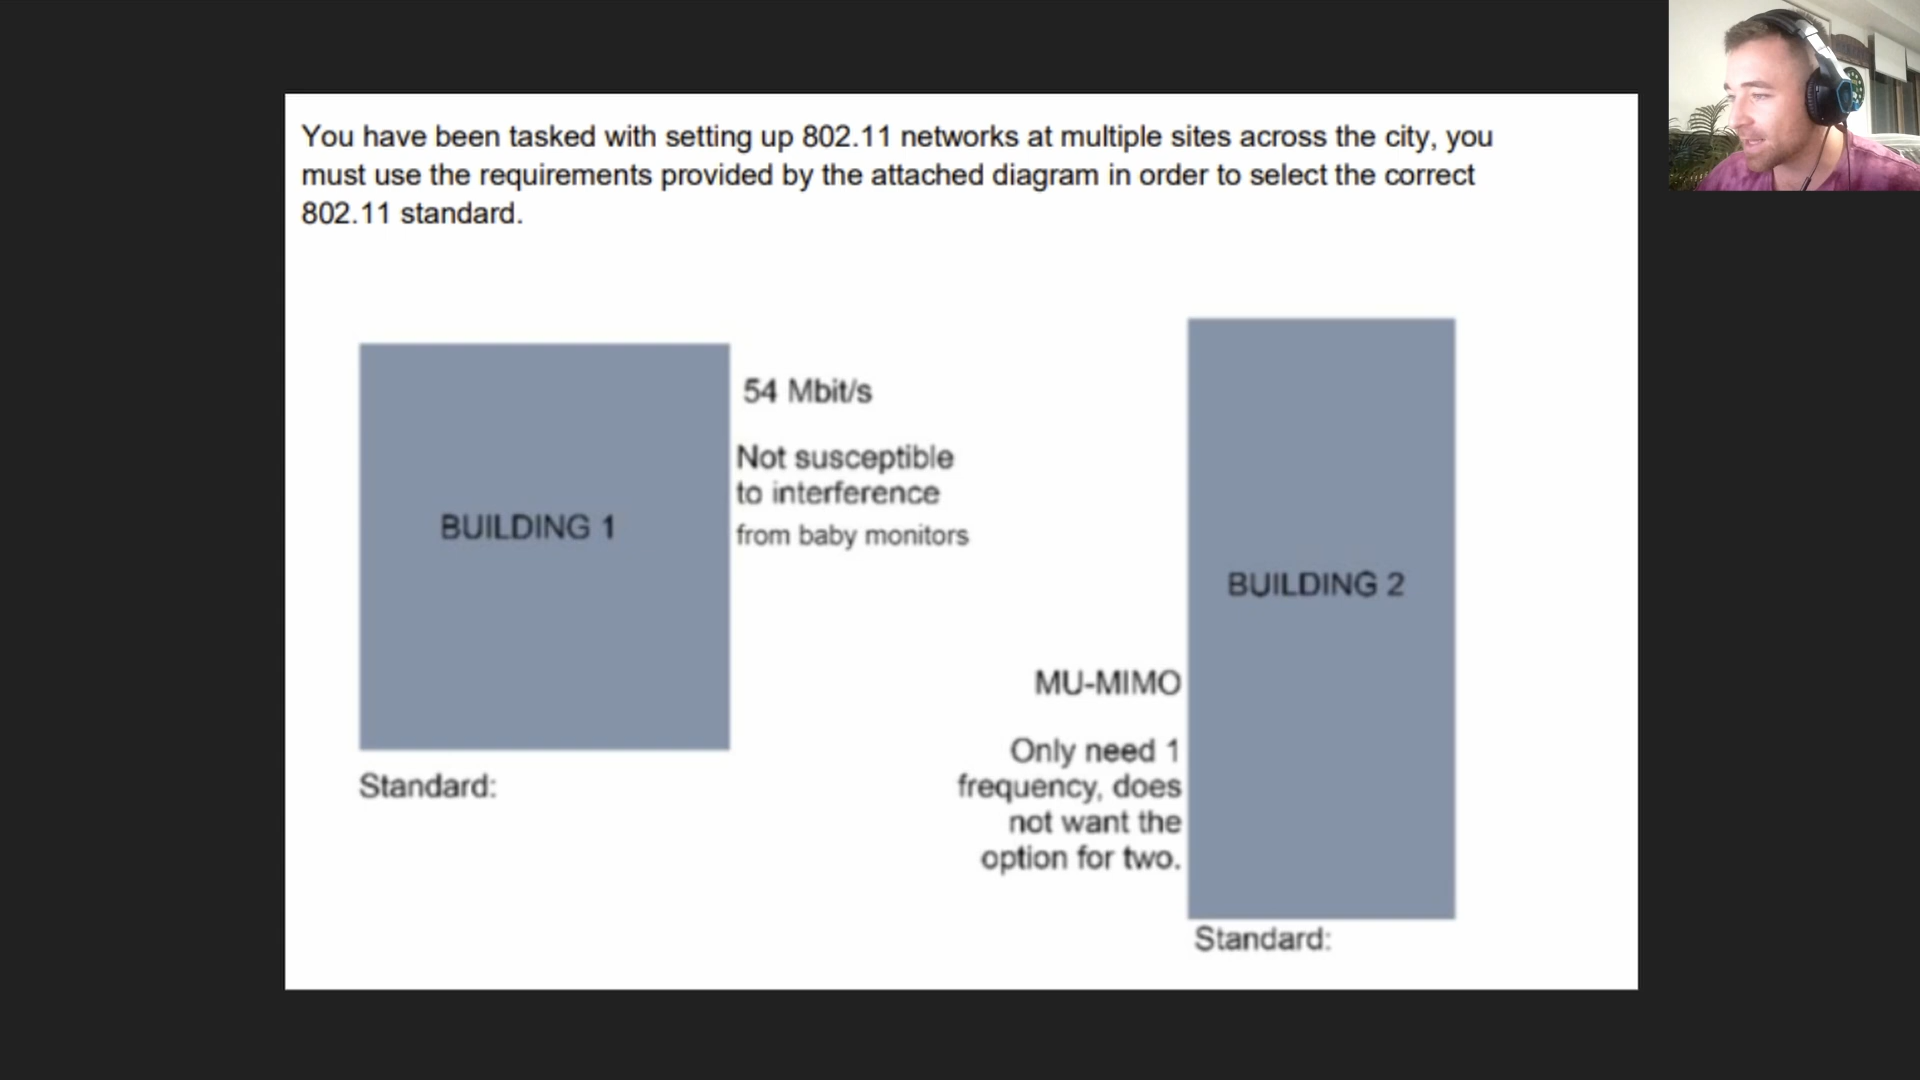 You have been tasked with setting up 802.11 networks at multiple sites across the city, you
must use the requirements provided by the attached diagram in order to select the correct
802.11 standard.
54 Mbit/s
Not susceptible
to interference
from baby monitors
BUILDING 1
Standard:
BUILDING 2
MU-MIMO
Only need 1
frequency, does
not want the
option for two.
Standard: